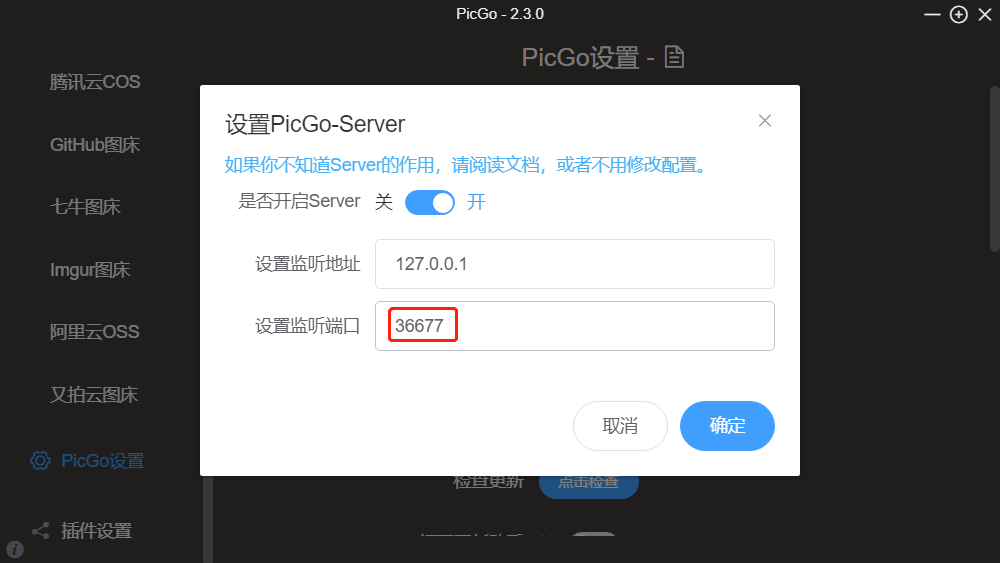 PicGo - 2.3.0
PicGo设置 -
腾讯云COS
GitHub图床
七牛图床
Imgur图床
阿里云OSS
又拍云图床
PicGo设置
插件设置
设置PicGo-Server
如果你不知道Server的作用，请阅读文档，或者不用修改配置。
是否开启Server 关 开
设置监听地址 127.0.0.1
设置监听端口 36677
取消 确定
检查更新 点击检查